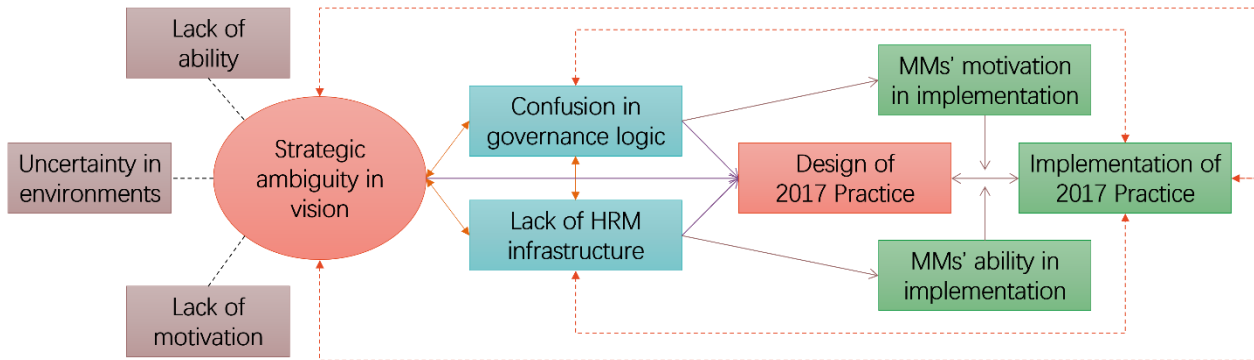 Lack of
ability
Uncertainty in
environments
Lack of
motivation
Strategic
ambiguity in
vision
Confusion in
governance logic
Lack of HRM
infrastructure
MMs' motivation
in implementation
Design of
2017 Practice
Implementation of
2017 Practice
MMs' ability in
implementation